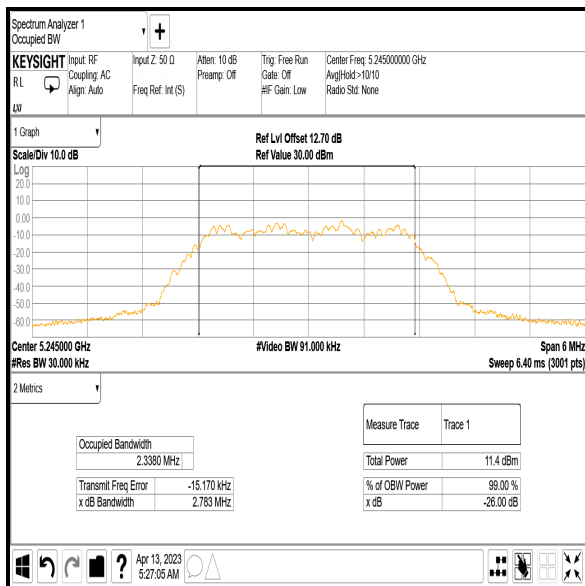 Spectrum Analyzer 1
Occupied BW
+
KEYSIGHT
RL
LXI
Input: RF
Coupling: AC
Align: Auto
Input Z: 50 Ω
Freq Ref: Int (S)
Atten: 10 dB
Preamp: Off
Trig: Free Run
Gate: Off
#IF Gain: Low
Center Freq: 5.245000000 GHz
Avg|Hold:>10/10
Radio Std: None
1 Graph
Scale/Div 10.0 dB
Ref Lvl Offset 12.70 dB
Ref Value 30.00 dBm
Log
20.0
10.0
0.00
-10.0
-20.0
-30.0
-40.0
-50.0
-60.0
Center 5.245000 GHz
#Res BW 30.000 kHz
#Video BW 91.000 kHz
Span 6 MHz
Sweep 6.40 ms (3001 pts)
2 Metrics
Occupied Bandwidth
2.3380 MHz
Transmit Freq Error -15.170 kHz
x dB Bandwidth 2.783 MHz
Measure Trace Trace 1
Total Power 11.4 dBm
% of OBW Power 99.00 %
x dB -26.00 dB
?
Apr 13, 2023
5:27:05 AM